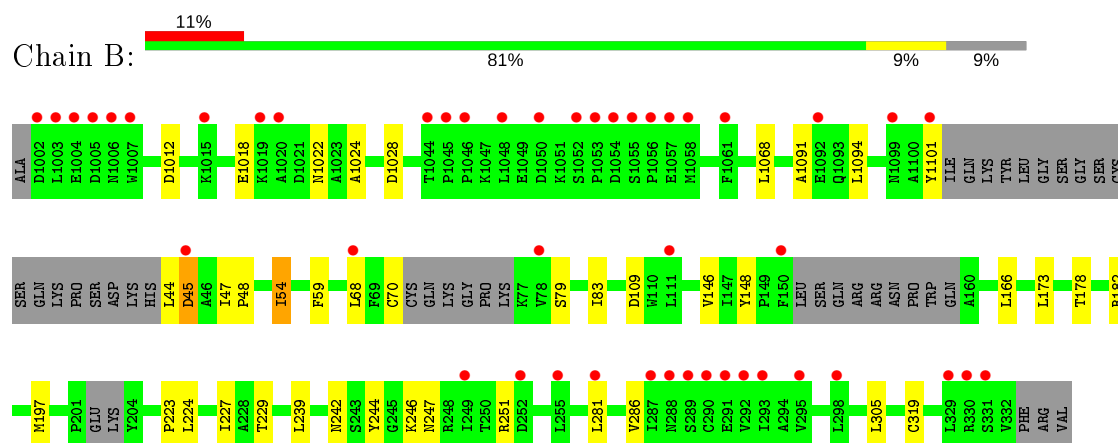 11%
Chain B:
81% 9% 9%
ALA D1002 L1003 E1004 D1005 N1006 W1007 D1012 K1015 E1018 K1019 A1020 D1021 N1022 A1023 A1024 D1028 T1044 P1045 P1046 K1047 L1048 E1049 D1050 K1051 S1052 P1053 D1054 S1055 P1056 E1057 M1058 F1061 L1068 A1091 E1092 Q1093 L1094 N1099 A1100 Y1101 ILE GLN LYS TYR LEU GLY SER GLY SER CYS
SER GLN LYS PRO SER ASP LYS HIS L44 D45 A46 I47 P48 I54 F59 L68 F69 C70 CYS GLN LYS GLY PRO LYS K77 V78 S79 I83 D109 W110 L111 V146 I147 Y148 P149 F150 LEU SER GLN ARG ARG ASN PRO TRP GLN A160 L166 L173 T178
M197 P201 GLU LYS Y204 P223 L224 I227 A228 T229 L239 N242 S243 Y244 G245 K246 N247 R248 I249 T250 R251 D252 L255 L281 V286 I287 N288 S289 C290 E291 V292 I293 A294 V295 L298 L305 C319 L329 R330 S331 V332 PHE ARG VAL